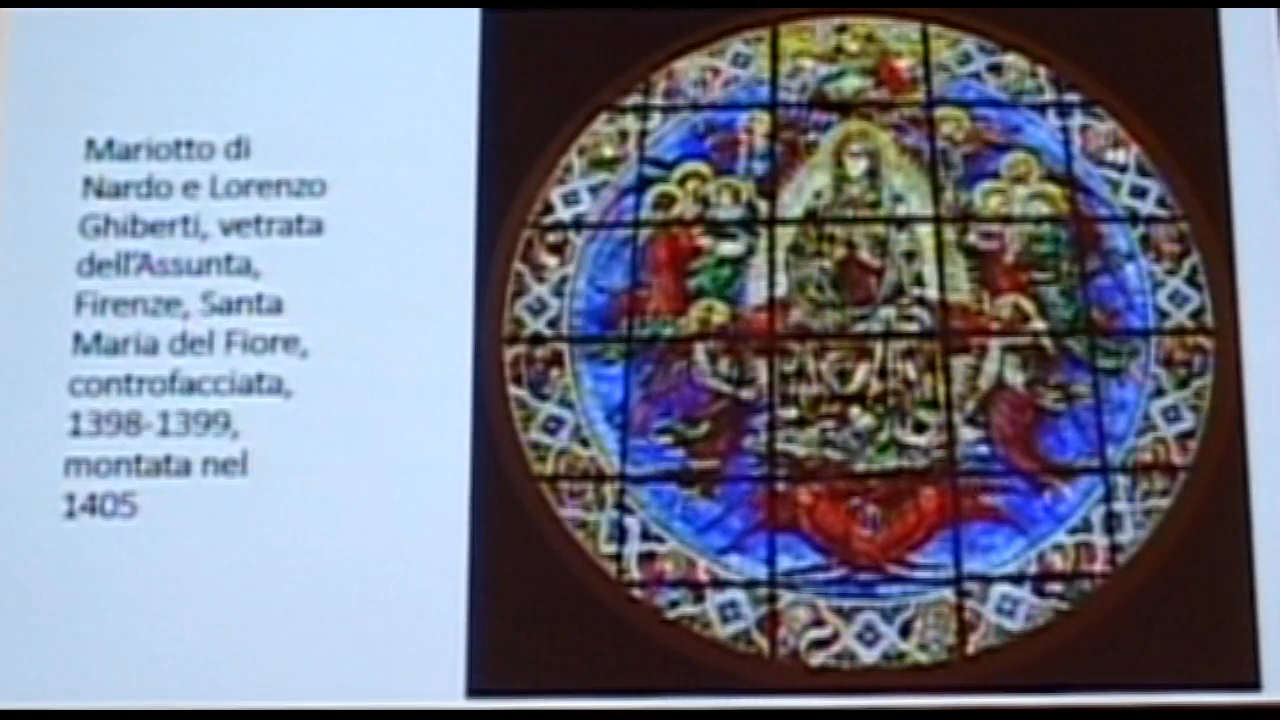 Mariotto di
Nardo e Lorenzo
Ghiberti, vetrata
dell'Assunta,
Firenze, Santa
Maria del Fiore,
controfacciata,
1398-1399,
montata nel
1405